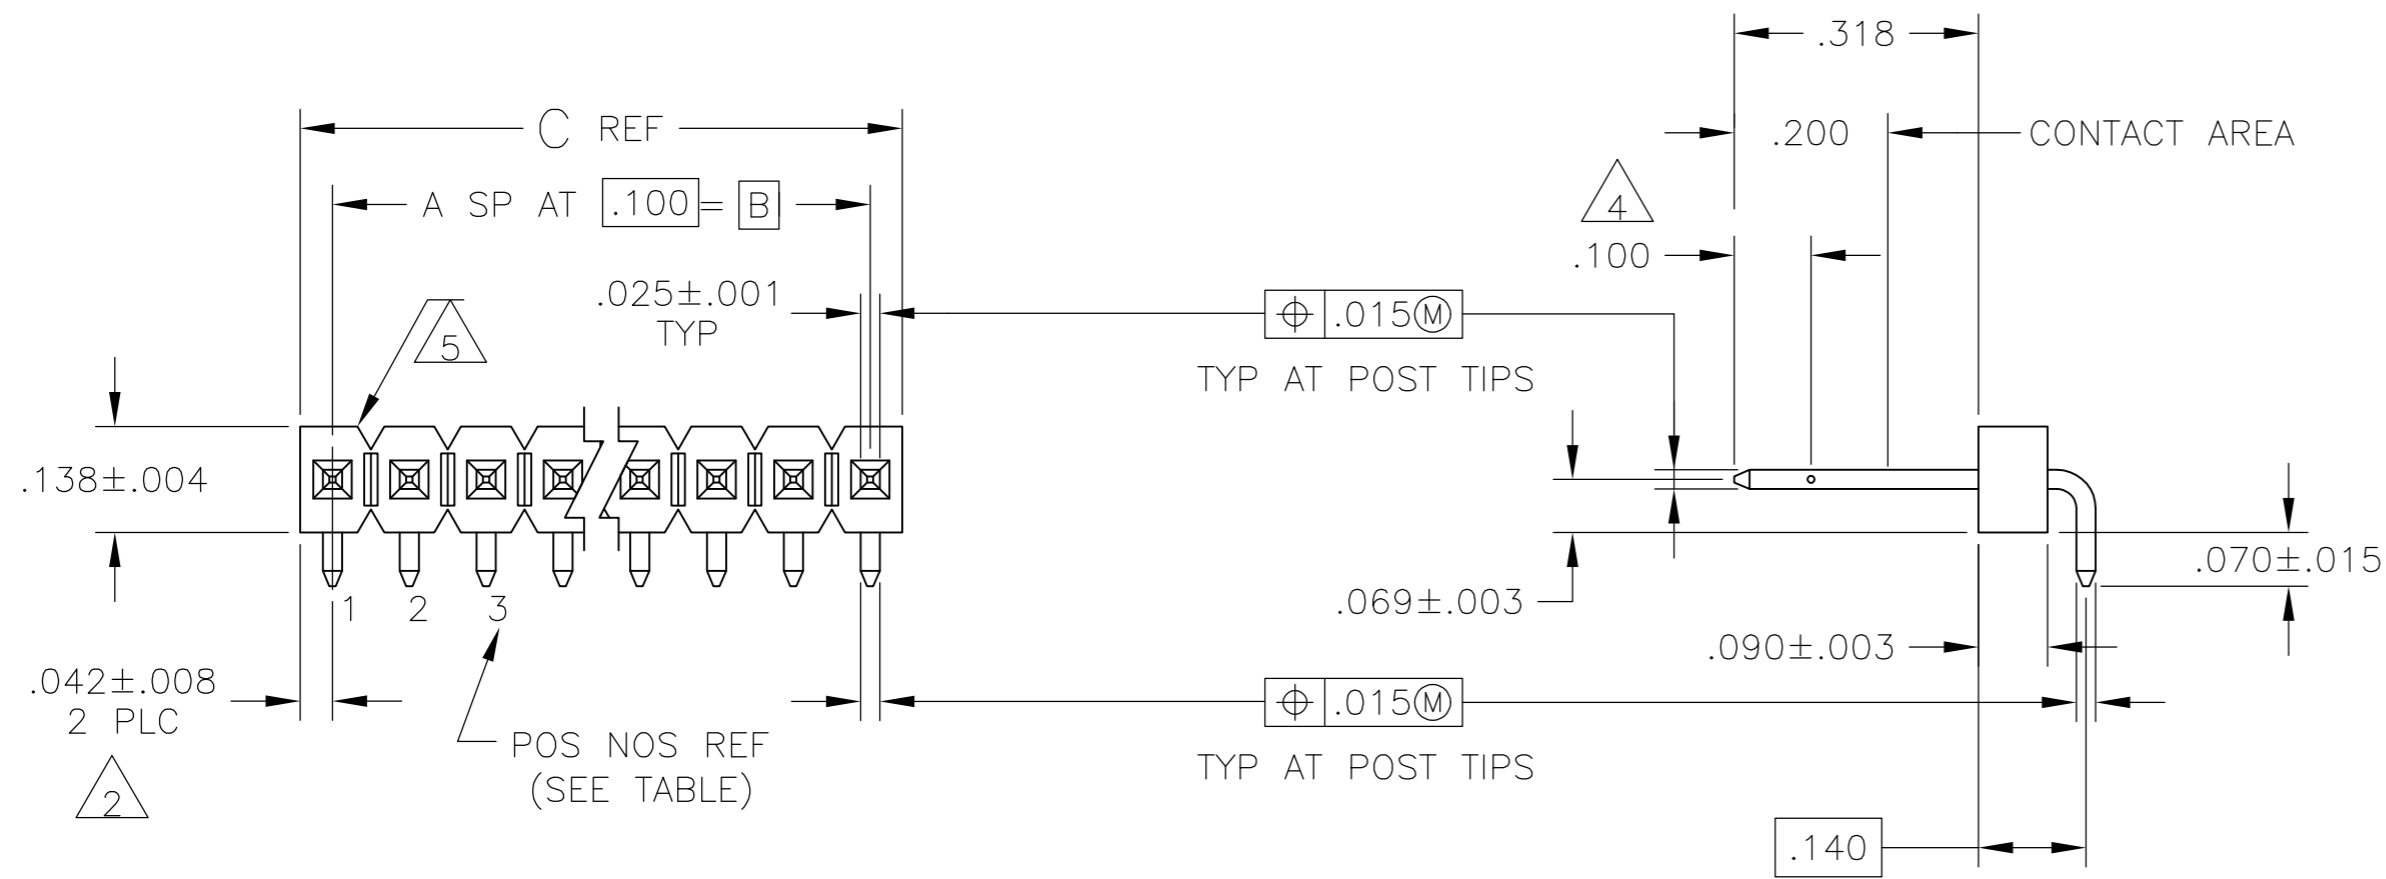 .318
C REF
.200
CONTACT AREA
A SP AT .100 = B
4
.100
.025±.001
TYP
.015Ⓜ
5
TYP AT POST TIPS
.138±.004
.070±.015
1 2 3
.069±.003
.090±.003
.042±.008
2 PLC
.015Ⓜ
POS NOS REF
(SEE TABLE)
TYP AT POST TIPS
2
.140